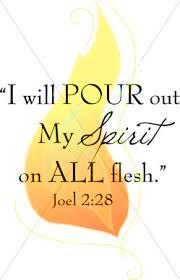 “I will POUR out
My Spirit
on ALL flesh.”
Joel 2:28